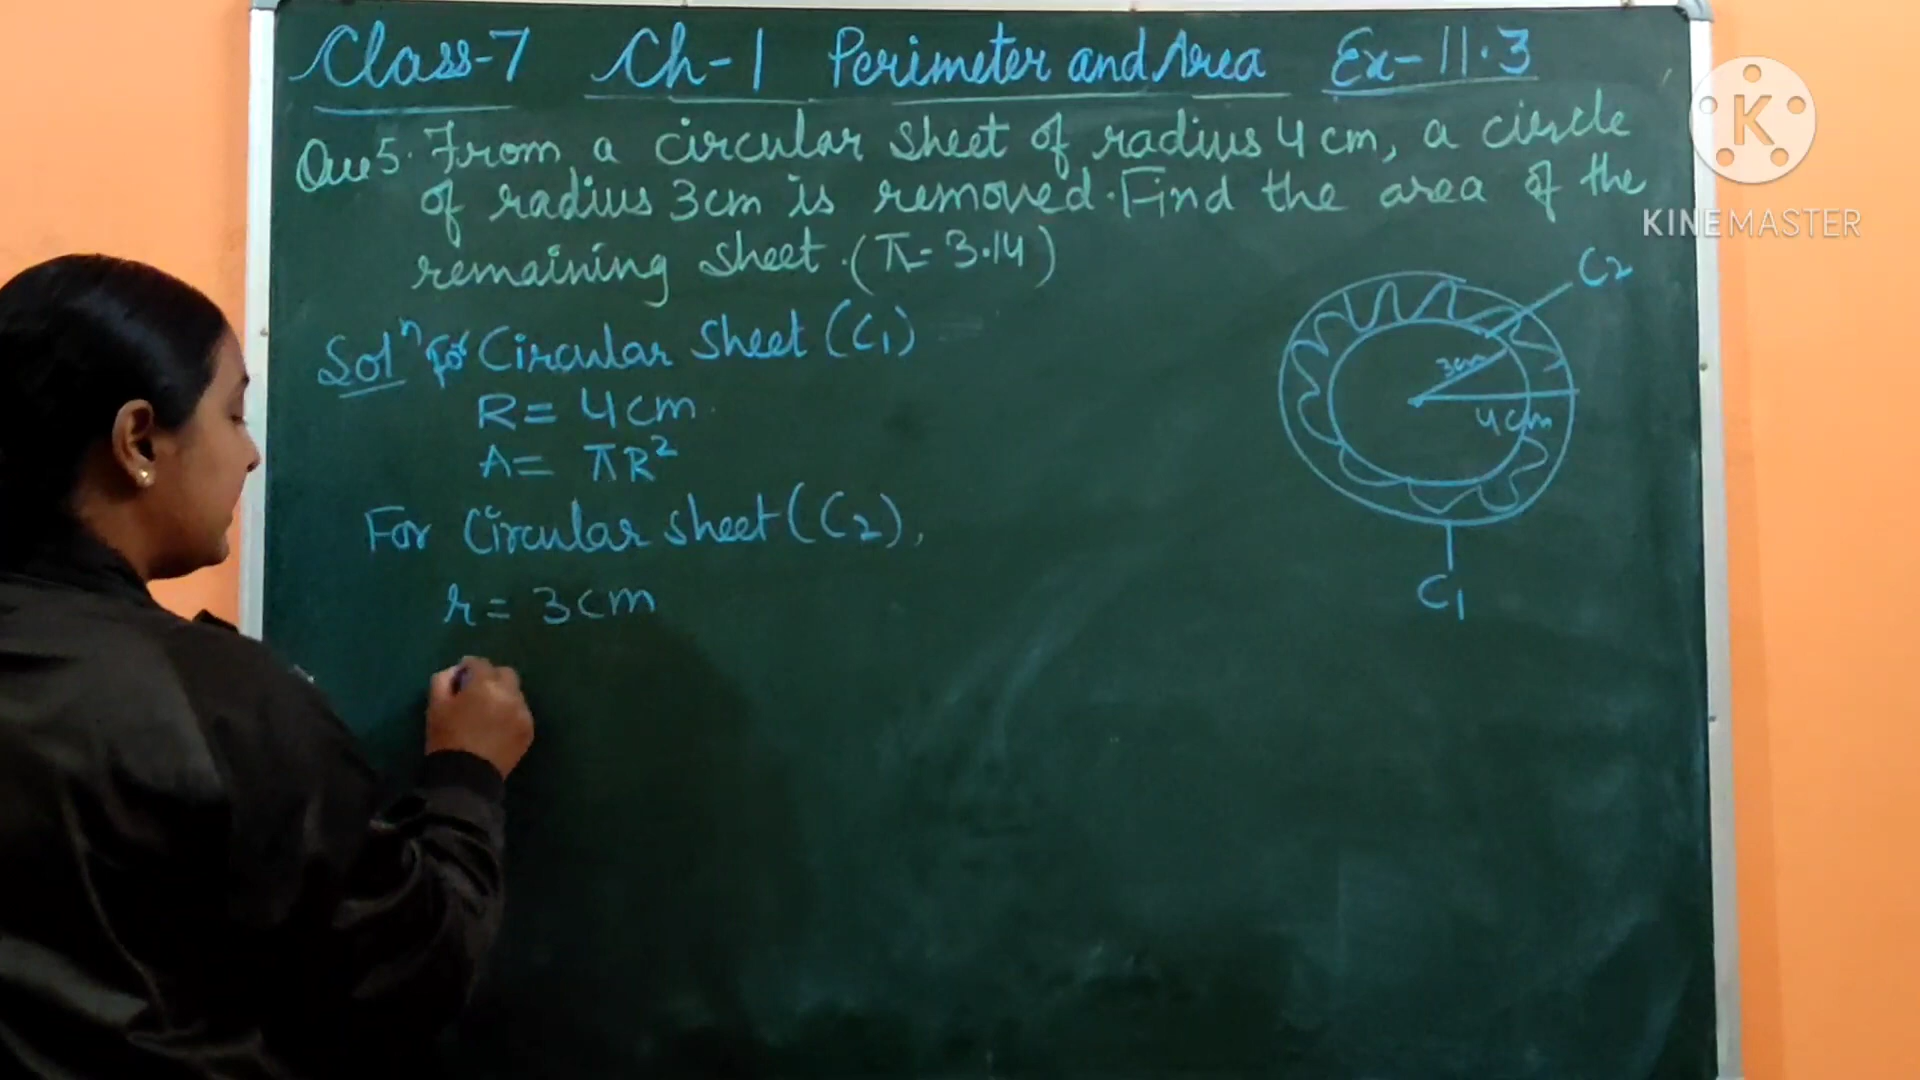 Class-7 Ch-1 Perimeter and Area Ex-11.3
Que 5. From a circular sheet of radius 4 cm, a circle
of radius 3cm is removed. Find the area of the
remaining sheet. (π = 3.14)
Solⁿ for Circular Sheet (C₁)
R = 4cm.
A = πR²
For Circular Sheet (C₂),
r = 3cm
C₂
3cm
4cm
C₁
K
KINEMASTER